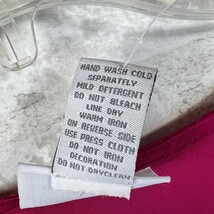 HAND WASH COLD
SEPARATELY
MILD DETERGENT
DO NOT BLEACH
LINE DRY
WARM IRON
ON REVERSE SIDE
USE PRESS CLOTH
DO NOT IRON
DECORATION
DO NOT DRYCLEAN